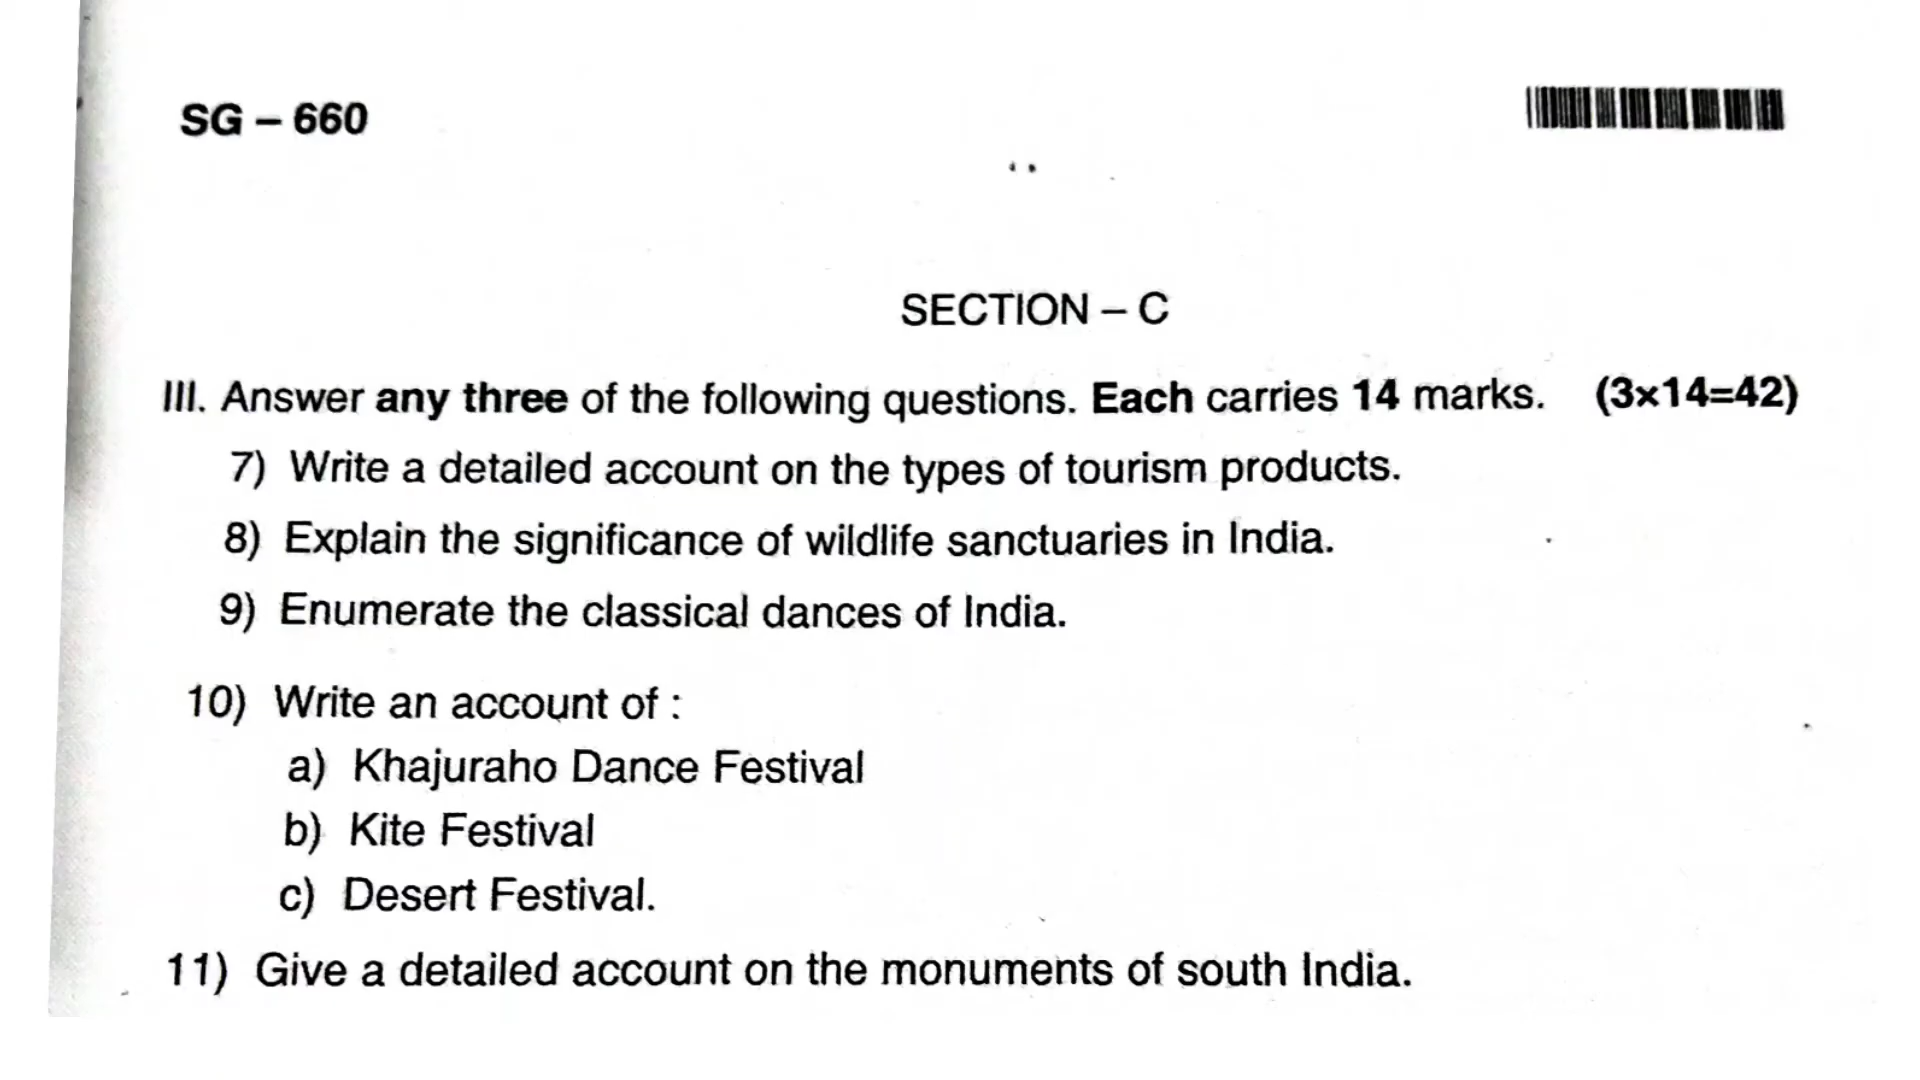 SG – 660
SECTION – C
III. Answer any three of the following questions. Each carries 14 marks. (3x14=42)
7) Write a detailed account on the types of tourism products.
8) Explain the significance of wildlife sanctuaries in India.
9) Enumerate the classical dances of India.
10) Write an account of :
a) Khajuraho Dance Festival
b) Kite Festival
c) Desert Festival.
11) Give a detailed account on the monuments of south India.